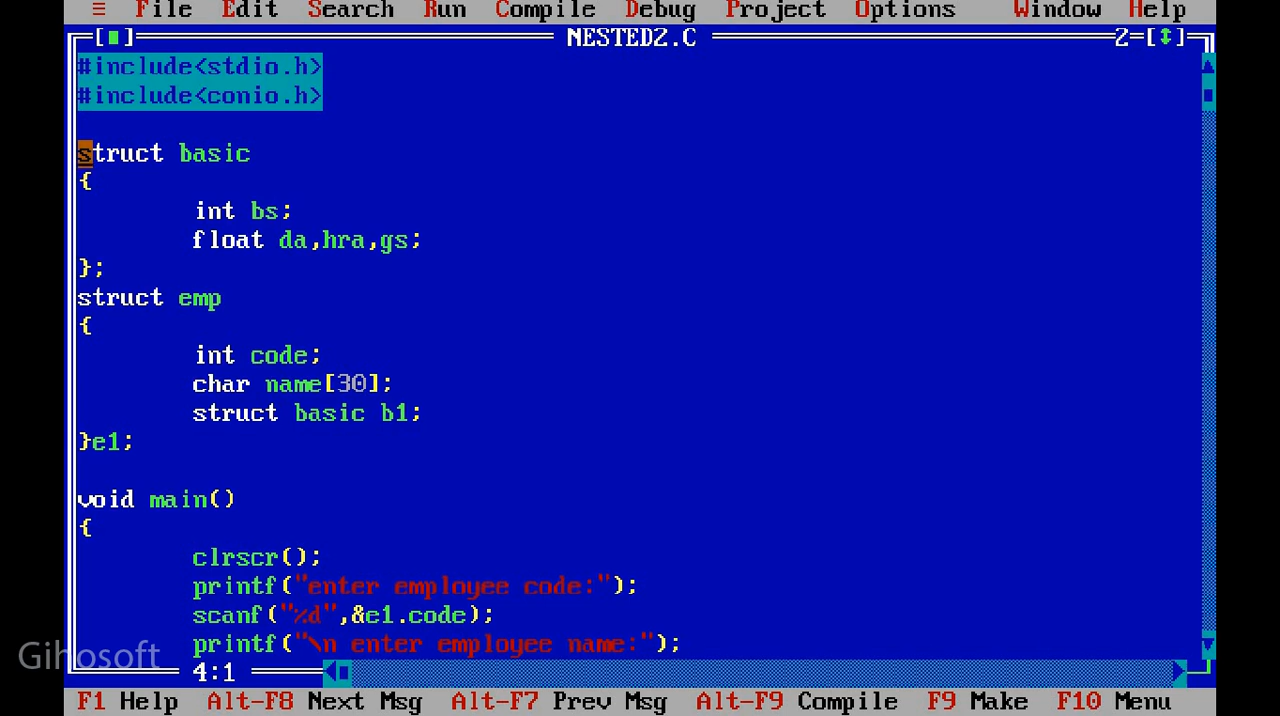 ≡ File Edit Search Run Compile Debug Project Options Window Help
[■] NESTED2.C 2=[↕]
#include<stdio.h>
#include<conio.h>
struct basic
{
int bs;
float da,hra,gs;
};
struct emp
{
int code;
char name[30];
struct basic b1;
}e1;
void main()
{
clrscr();
printf("enter employee code:");
scanf("%d",&e1.code);
printf("\n enter employee name:");
Gihosoft
4:1
F1 Help Alt-F8 Next Msg Alt-F7 Prev Msg Alt-F9 Compile F9 Make F10 Menu